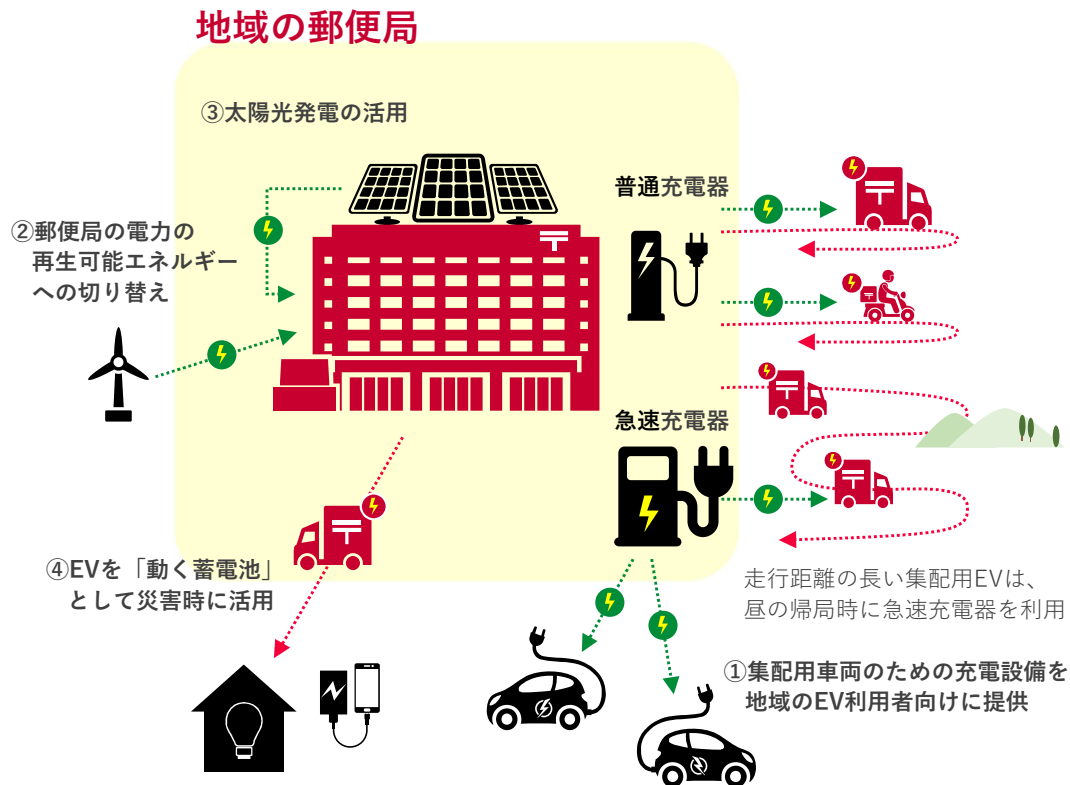 地域の郵便局
③太陽光発電の活用
普通充電器
②郵便局の電力の
再生可能エネルギー
への切り替え
急速充電器
④EVを「動く蓄電池」
として災害時に活用
走行距離の長い集配用EVは、
昼の帰局時に急速充電器を利用
①集配用車両のための充電設備を
地域のEV利用者向けに提供